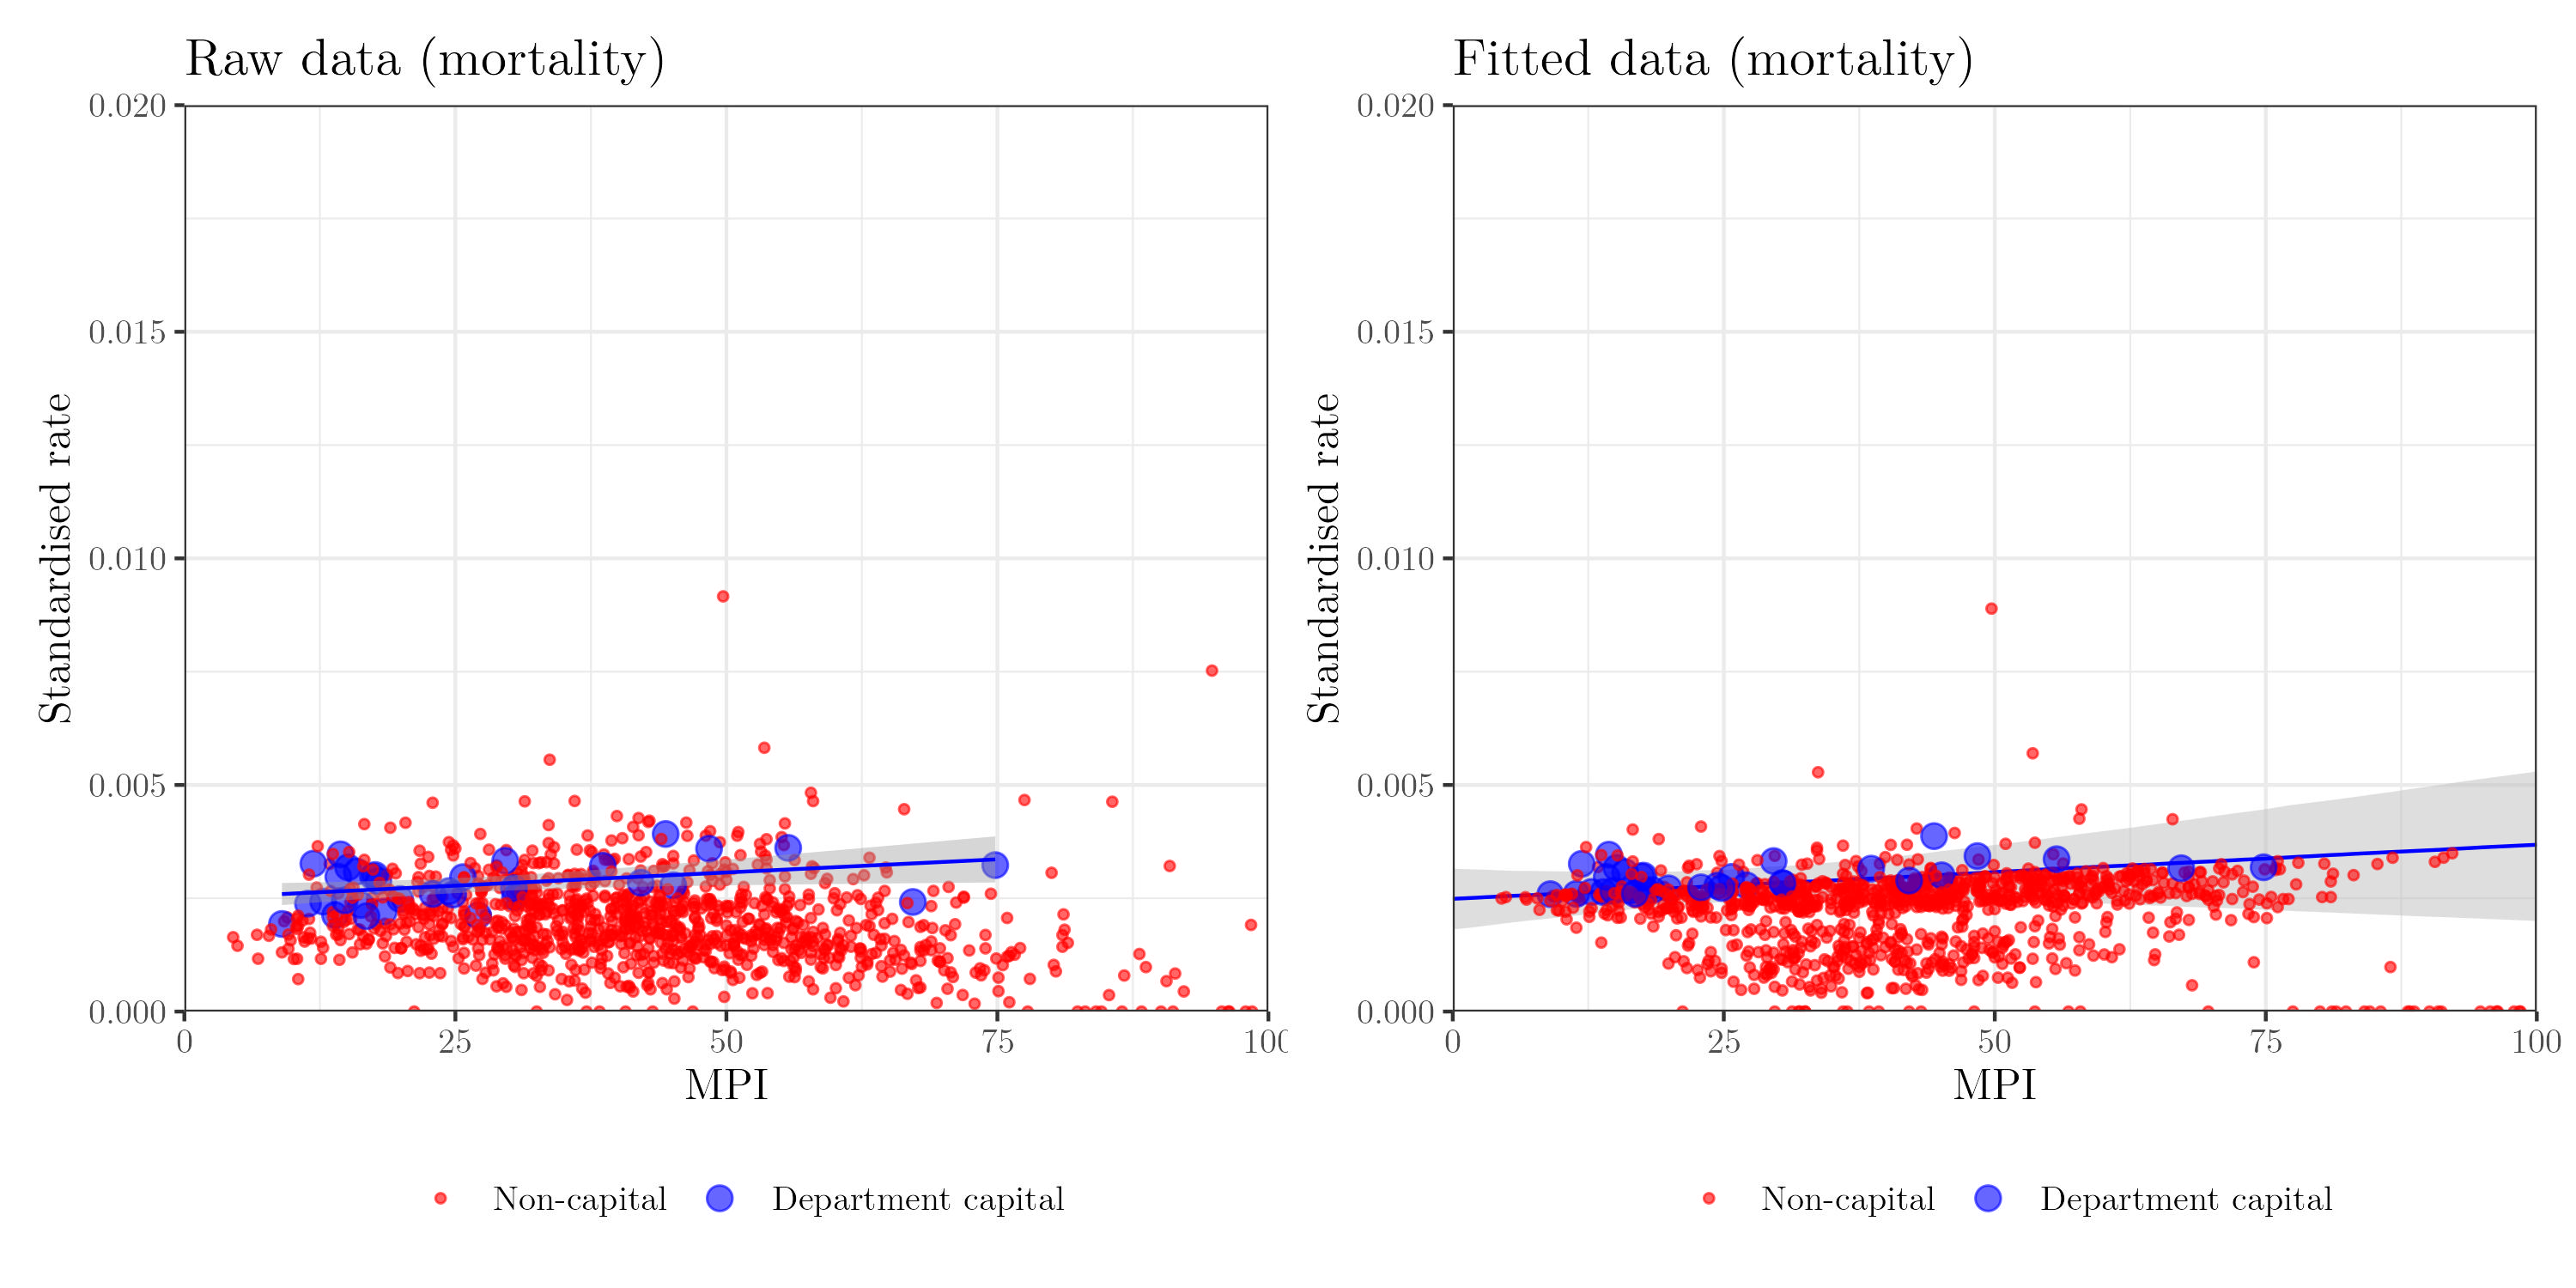 Raw data (mortality)
0.020
0.015
0.010
0.005
0.000
Standardised rate
0 25 50 75 100
MPI
Non-capital Department capital
Fitted data (mortality)
0.020
0.015
0.010
0.005
0.000
Standardised rate
0 25 50 75 100
MPI
Non-capital Department capital